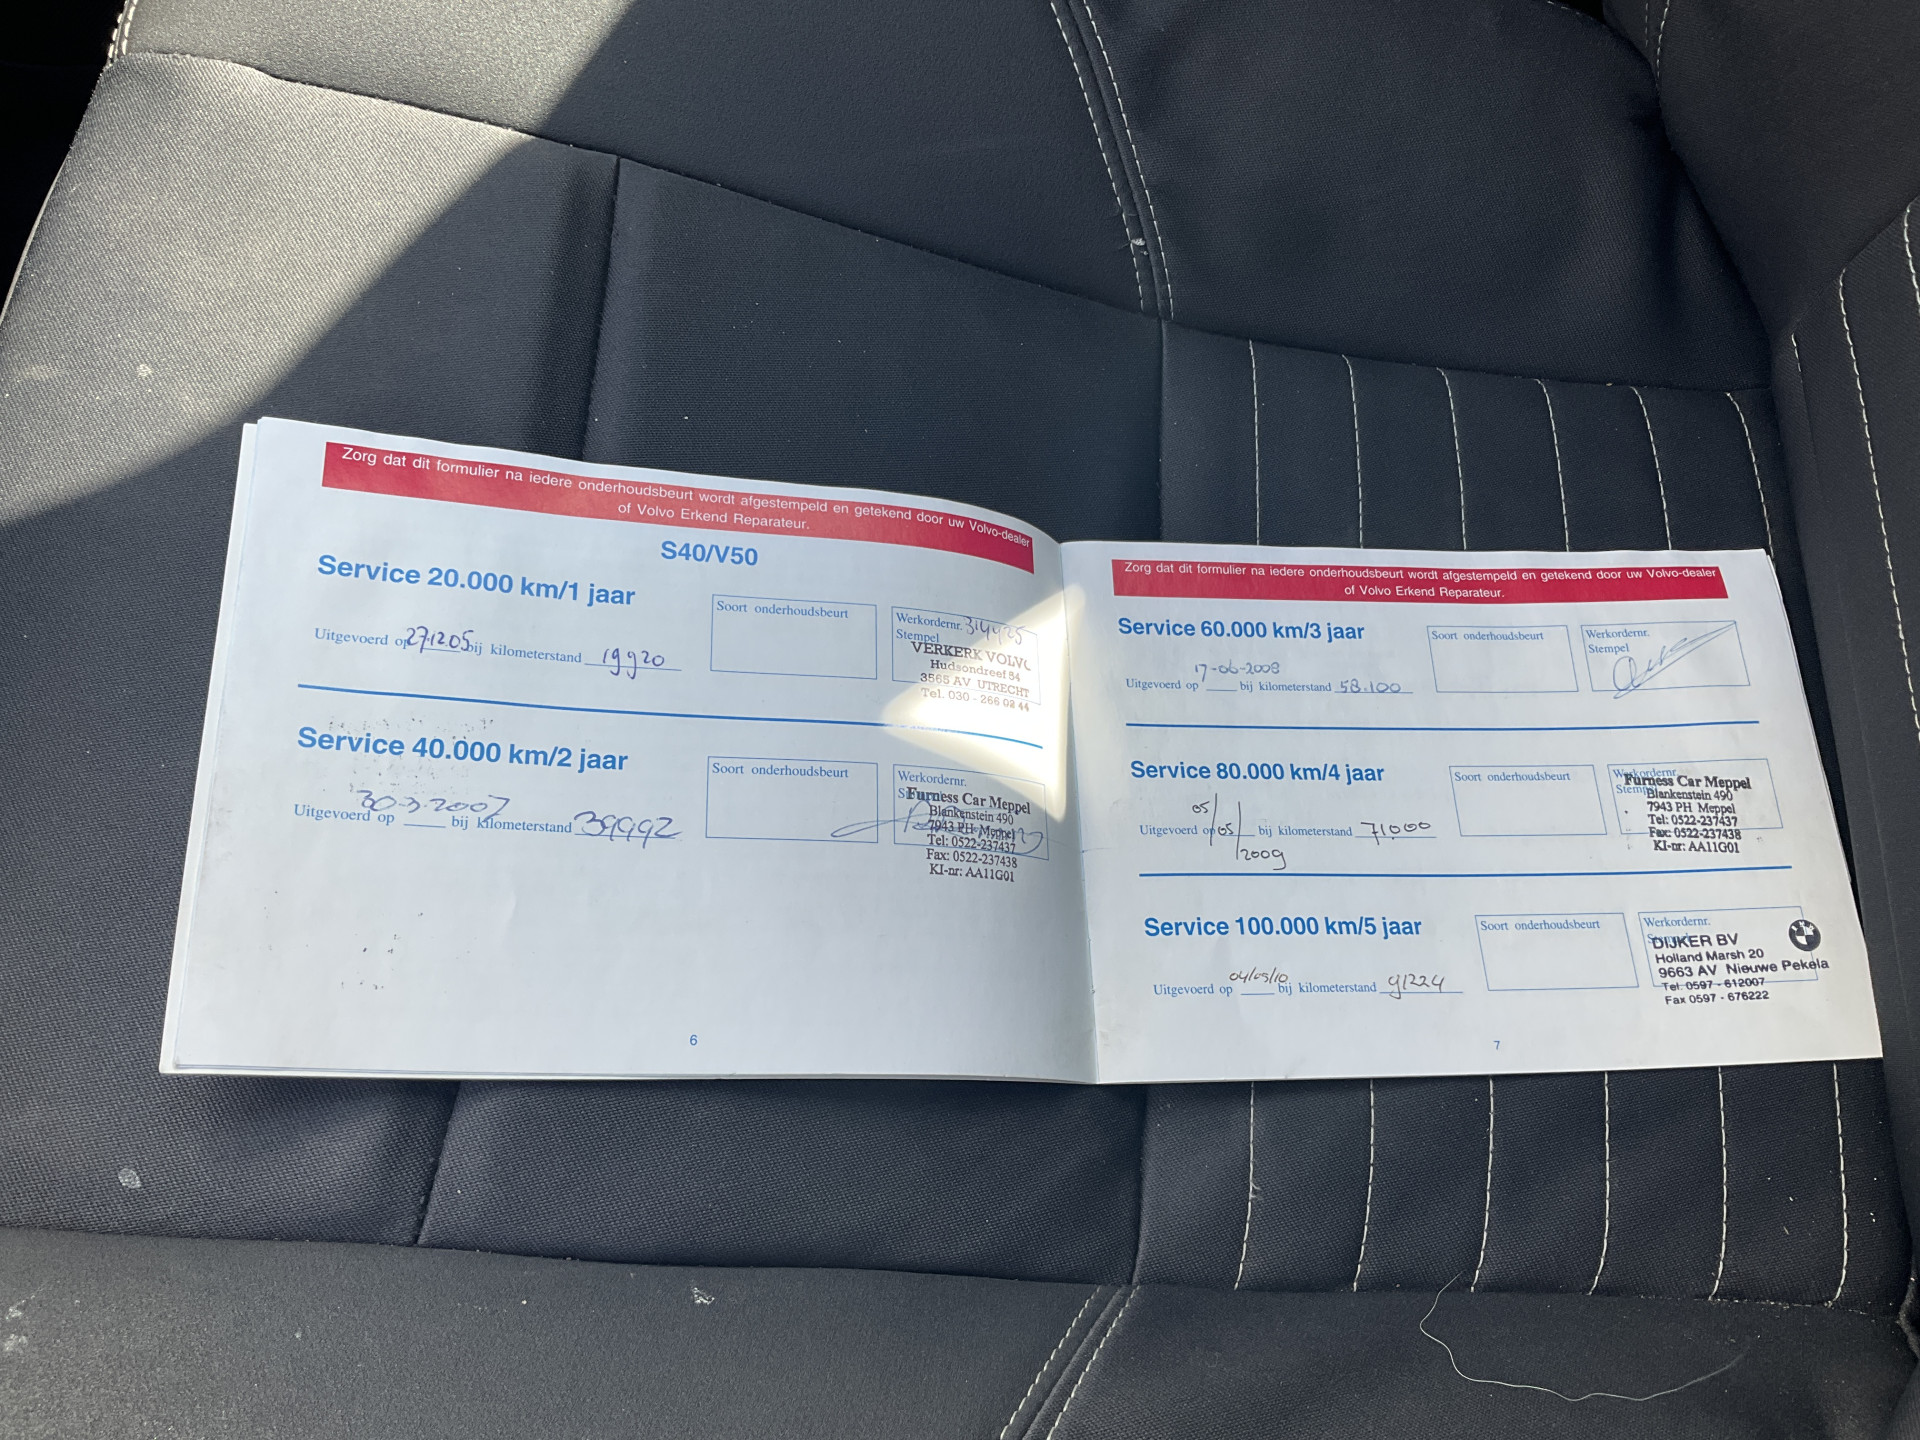 Zorg dat dit formulier na iedere onderhoudsbeurt wordt afgestempeld en getekend door uw Volvo-dealer
of Volvo Erkend Reparateur.
S40/V50
Service 20.000 km/1 jaar
Uitgevoerd op 27.12.05 bij kilometerstand 19920
Soort onderhoudsbeurt
Werkordernr. 314425
Stempel
VERKERK VOLVO
Hudsondreef 54
3565 AV UTRECHT
Tel. 030 - 266 02 44
Service 40.000 km/2 jaar
Uitgevoerd op 30-3-2007 bij kilometerstand 39992
Soort onderhoudsbeurt
Werkordernr.
Stempel
Furness Car Meppel
Blankenstein 490
7943 PH Meppel
Tel: 0522-237437
Fax: 0522-237438
KI-nr: AA11G01
6
Zorg dat dit formulier na iedere onderhoudsbeurt wordt afgestempeld en getekend door uw Volvo-dealer
of Volvo Erkend Reparateur.
Service 60.000 km/3 jaar
Uitgevoerd op 17-06-2008 bij kilometerstand 58.100
Soort onderhoudsbeurt
Werkordernr.
Stempel
Service 80.000 km/4 jaar
Uitgevoerd op 05/05/2009 bij kilometerstand 71.000
Soort onderhoudsbeurt
Werkordernr.
Stempel
Furness Car Meppel
Blankenstein 490
7943 PH Meppel
Tel: 0522-237437
Fax: 0522-237438
KI-nr: AA11G01
Service 100.000 km/5 jaar
Uitgevoerd op 04/05/10 bij kilometerstand 91224
Soort onderhoudsbeurt
Werkordernr.
Stempel
DIJKER BV
Holland Marsh 20
9663 AV Nieuwe Pekela
Tel. 0597 - 612007
Fax 0597 - 676222
7